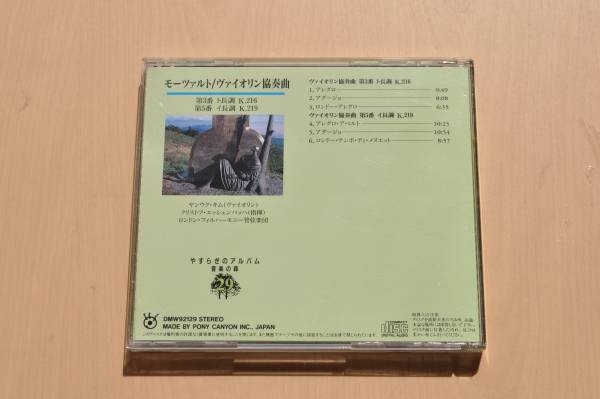 モーツァルト/ヴァイオリン協奏曲
第3番 ト長調 K.216
第5番 イ長調 K.219
ヤンウク・キム(ヴァイオリン)
クリストフ・エッシェンバッハ(指揮)
ロンドン・フィルハーモニー管弦楽団
やすらぎのアルバム
音楽の森
29
DMW92129 STEREO
MADE BY PONY CANYON INC., JAPAN
ヴァイオリン協奏曲 第3番 ト長調 K.216
1. アレグロ 9:49
2. アダージョ 8:08
3. ロンドー・アレグロ 6:35
ヴァイオリン協奏曲 第5番 イ長調 K.219
4. アレグロ・アペルト 10:25
5. アダージョ 10:54
6. ロンドー・テンポ・ディ・メヌエット 8:57
COMPACT
disc
DIGITAL AUDIO